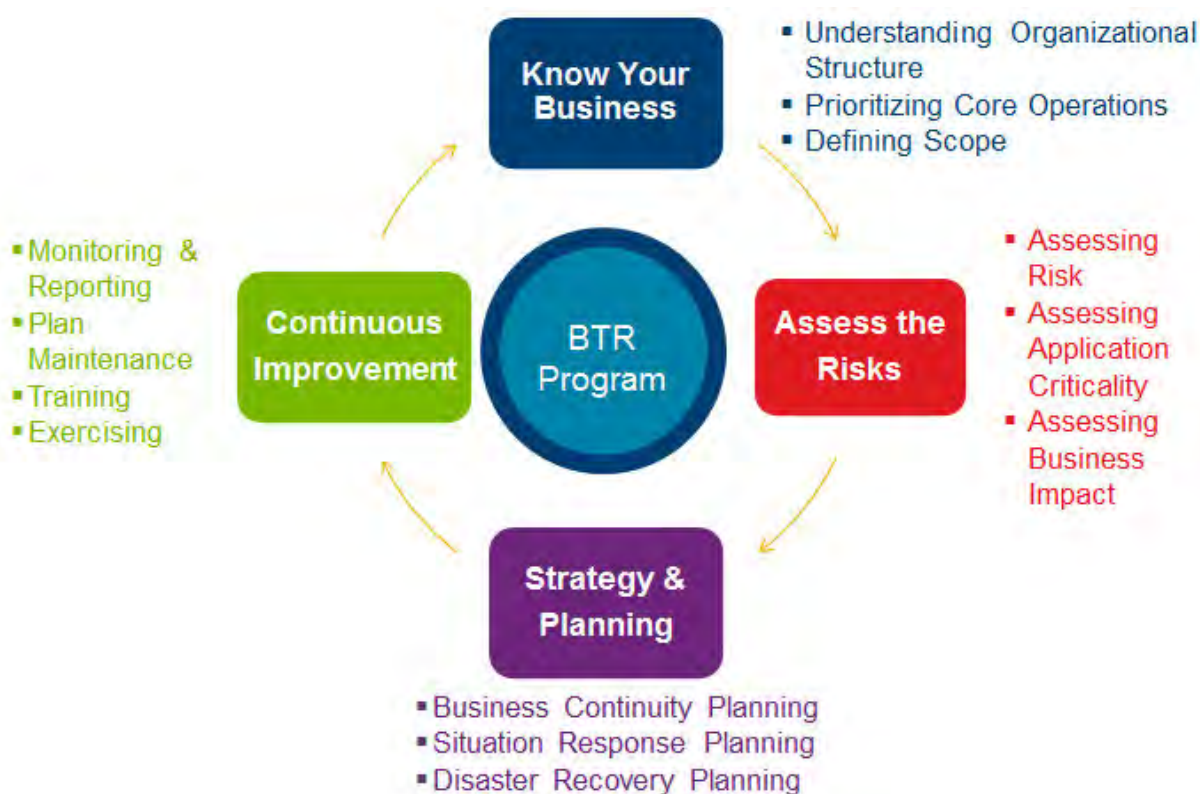 Know Your
Business
▪ Understanding Organizational
Structure
▪ Prioritizing Core Operations
▪ Defining Scope
▪ Assessing
Risk
▪ Assessing
Application
Criticality
▪ Assessing
Business
Impact
Assess the
Risks
BTR
Program
Strategy &
Planning
▪ Business Continuity Planning
▪ Situation Response Planning
▪ Disaster Recovery Planning
Continuous
Improvement
▪ Monitoring &
Reporting
▪ Plan
Maintenance
▪ Training
▪ Exercising